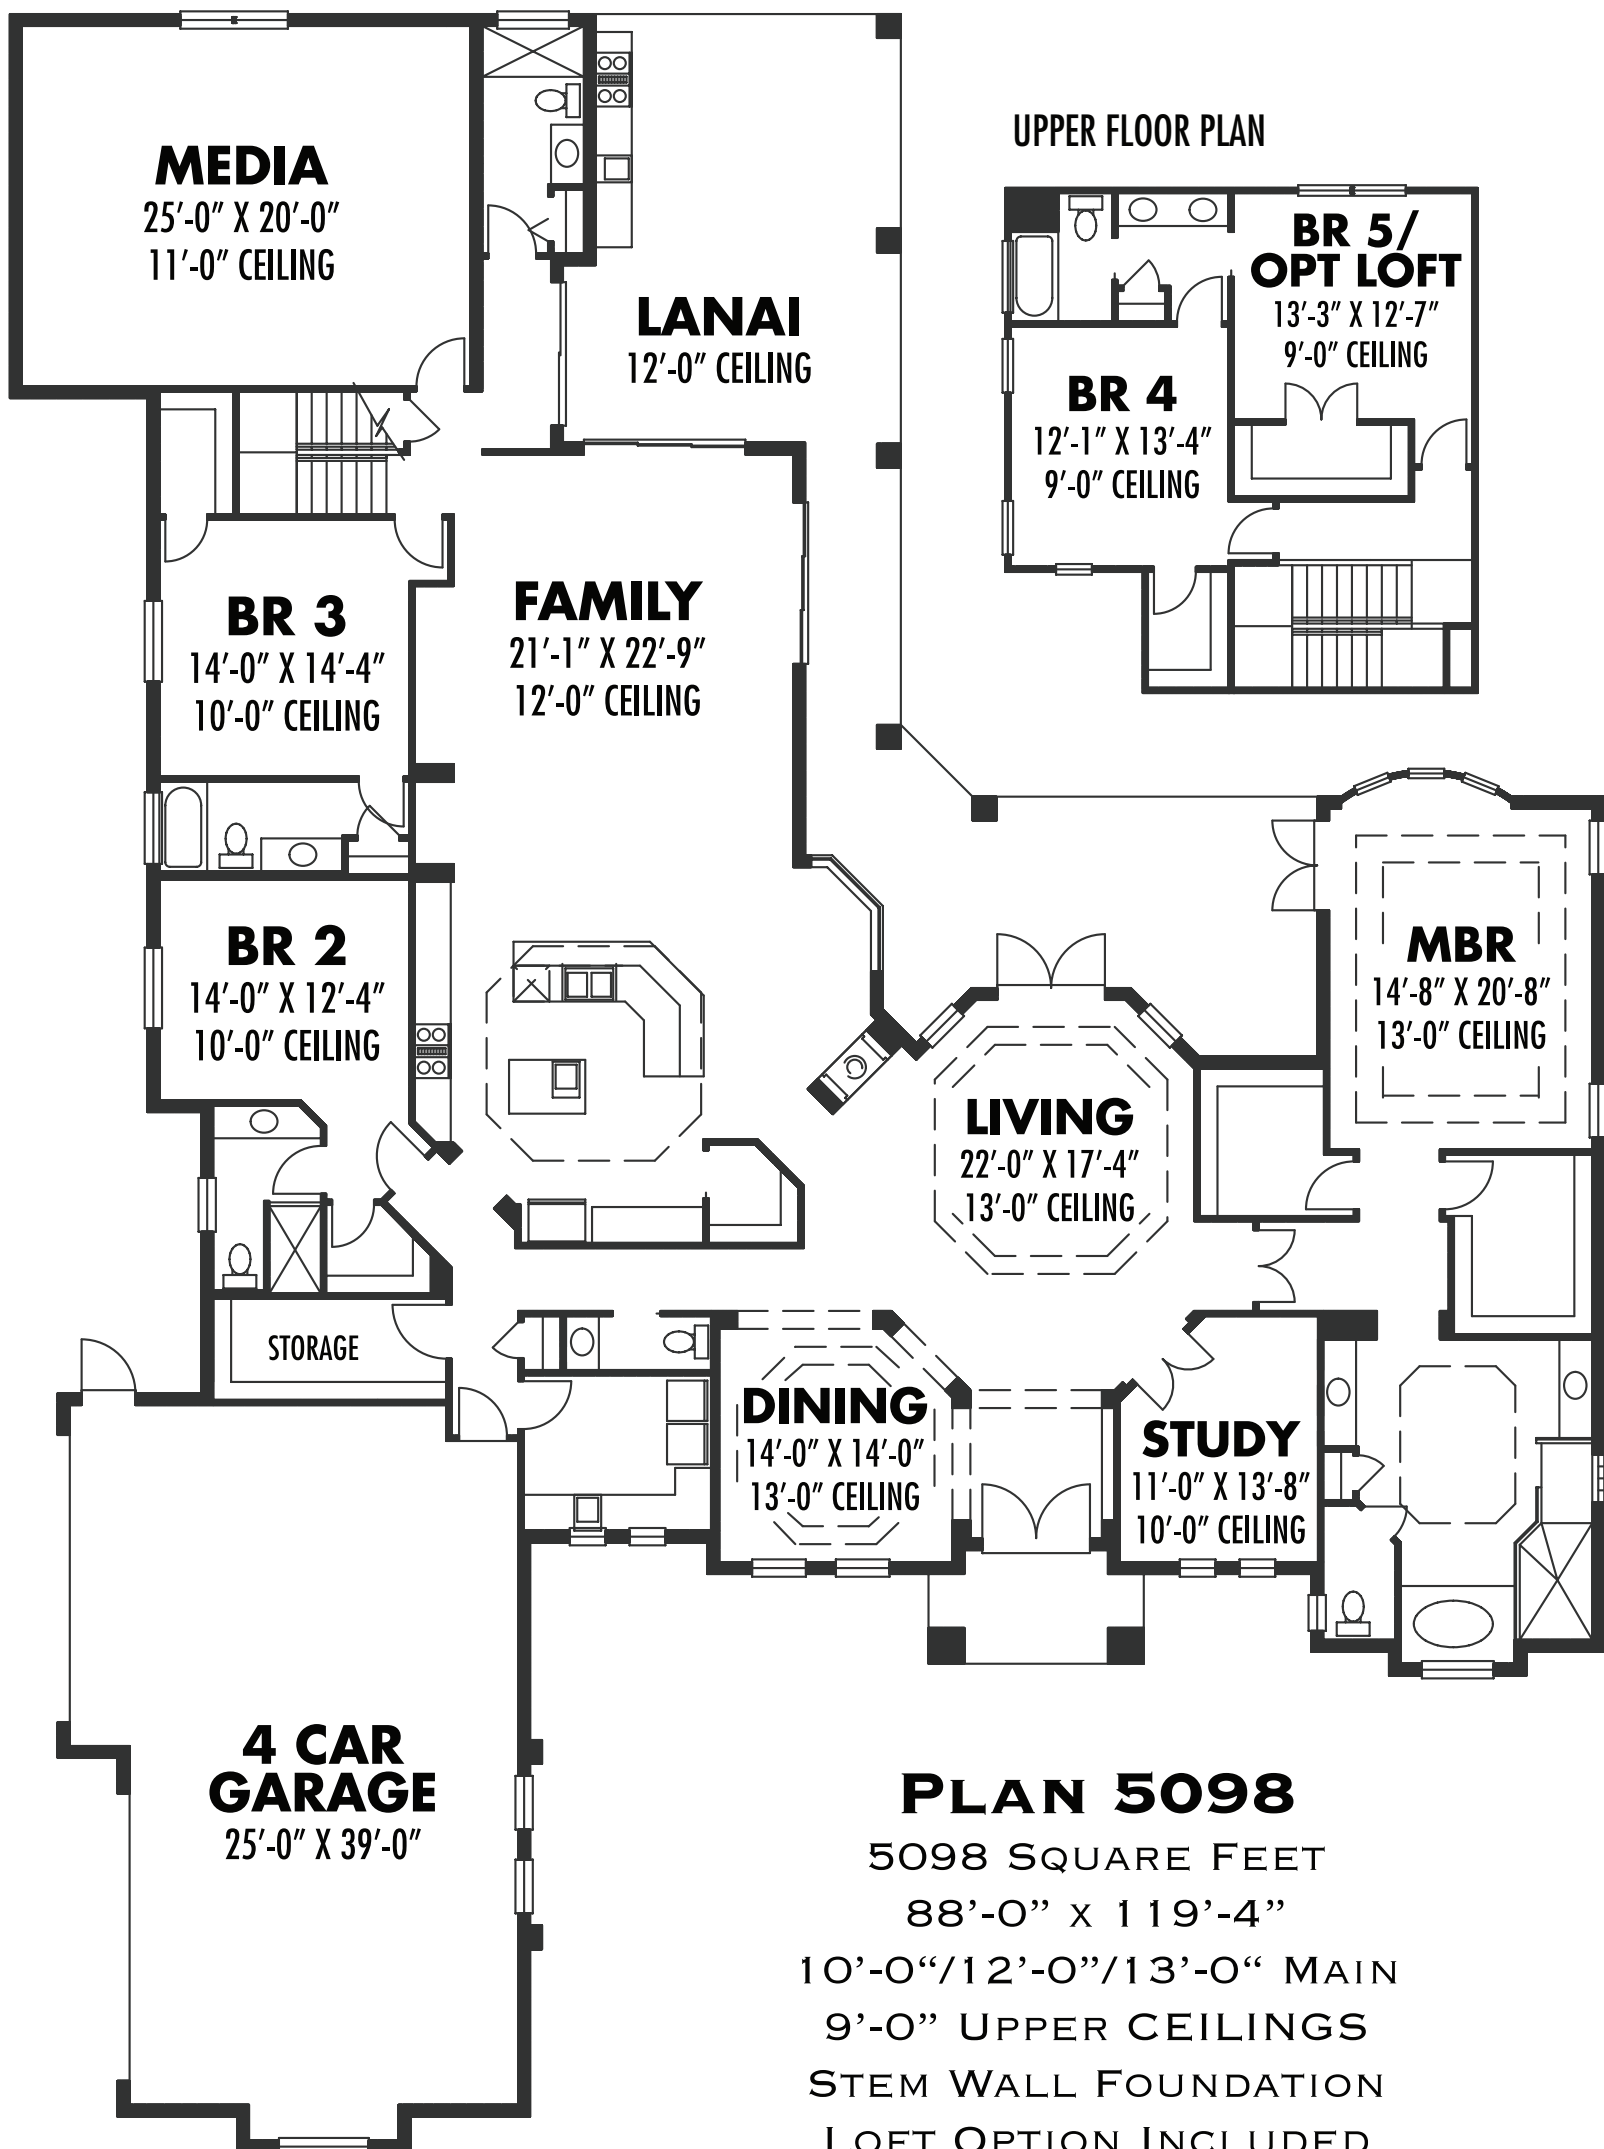 UPPER FLOOR PLAN
MEDIA
25'-0" X 20'-0"
11'-0" CEILING
LANAI
12'-0" CEILING
BR 5/
OPT LOFT
13'-3" X 12'-7"
9'-0" CEILING
BR 4
12'-1" X 13'-4"
9'-0" CEILING
BR 3
14'-0" X 14'-4"
10'-0" CEILING
FAMILY
21'-1" X 22'-9"
12'-0" CEILING
BR 2
14'-0" X 12'-4"
10'-0" CEILING
MBR
14'-8" X 20'-8"
13'-0" CEILING
LIVING
22'-0" X 17'-4"
13'-0" CEILING
STORAGE
DINING
14'-0" X 14'-0"
13'-0" CEILING
STUDY
11'-0" X 13'-8"
10'-0" CEILING
4 CAR
GARAGE
25'-0" X 39'-0"
PLAN 5098
5098 SQUARE FEET
88'-0" X 119'-4"
10'-0“/12'-0”/13'-0“ MAIN
9'-0” UPPER CEILINGS
STEM WALL FOUNDATION
LOFT OPTION INCLUDED